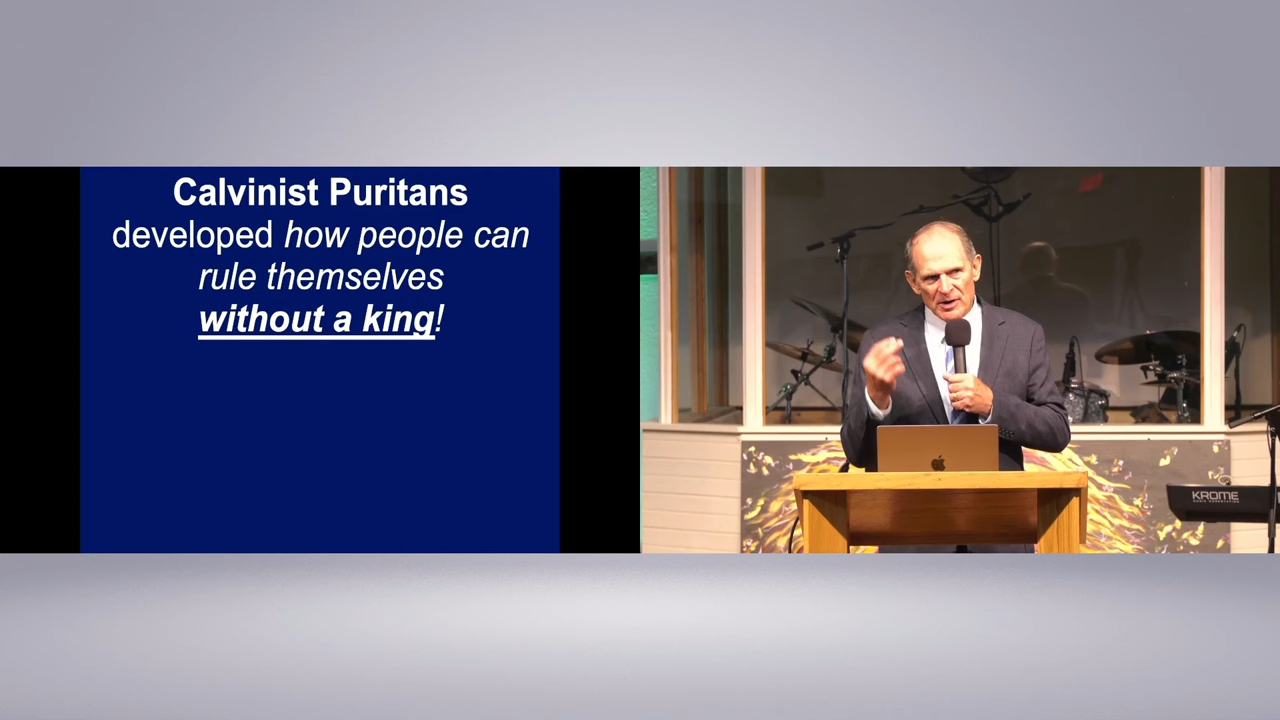 Calvinist Puritans
developed how people can
rule themselves
without a king!
KROME